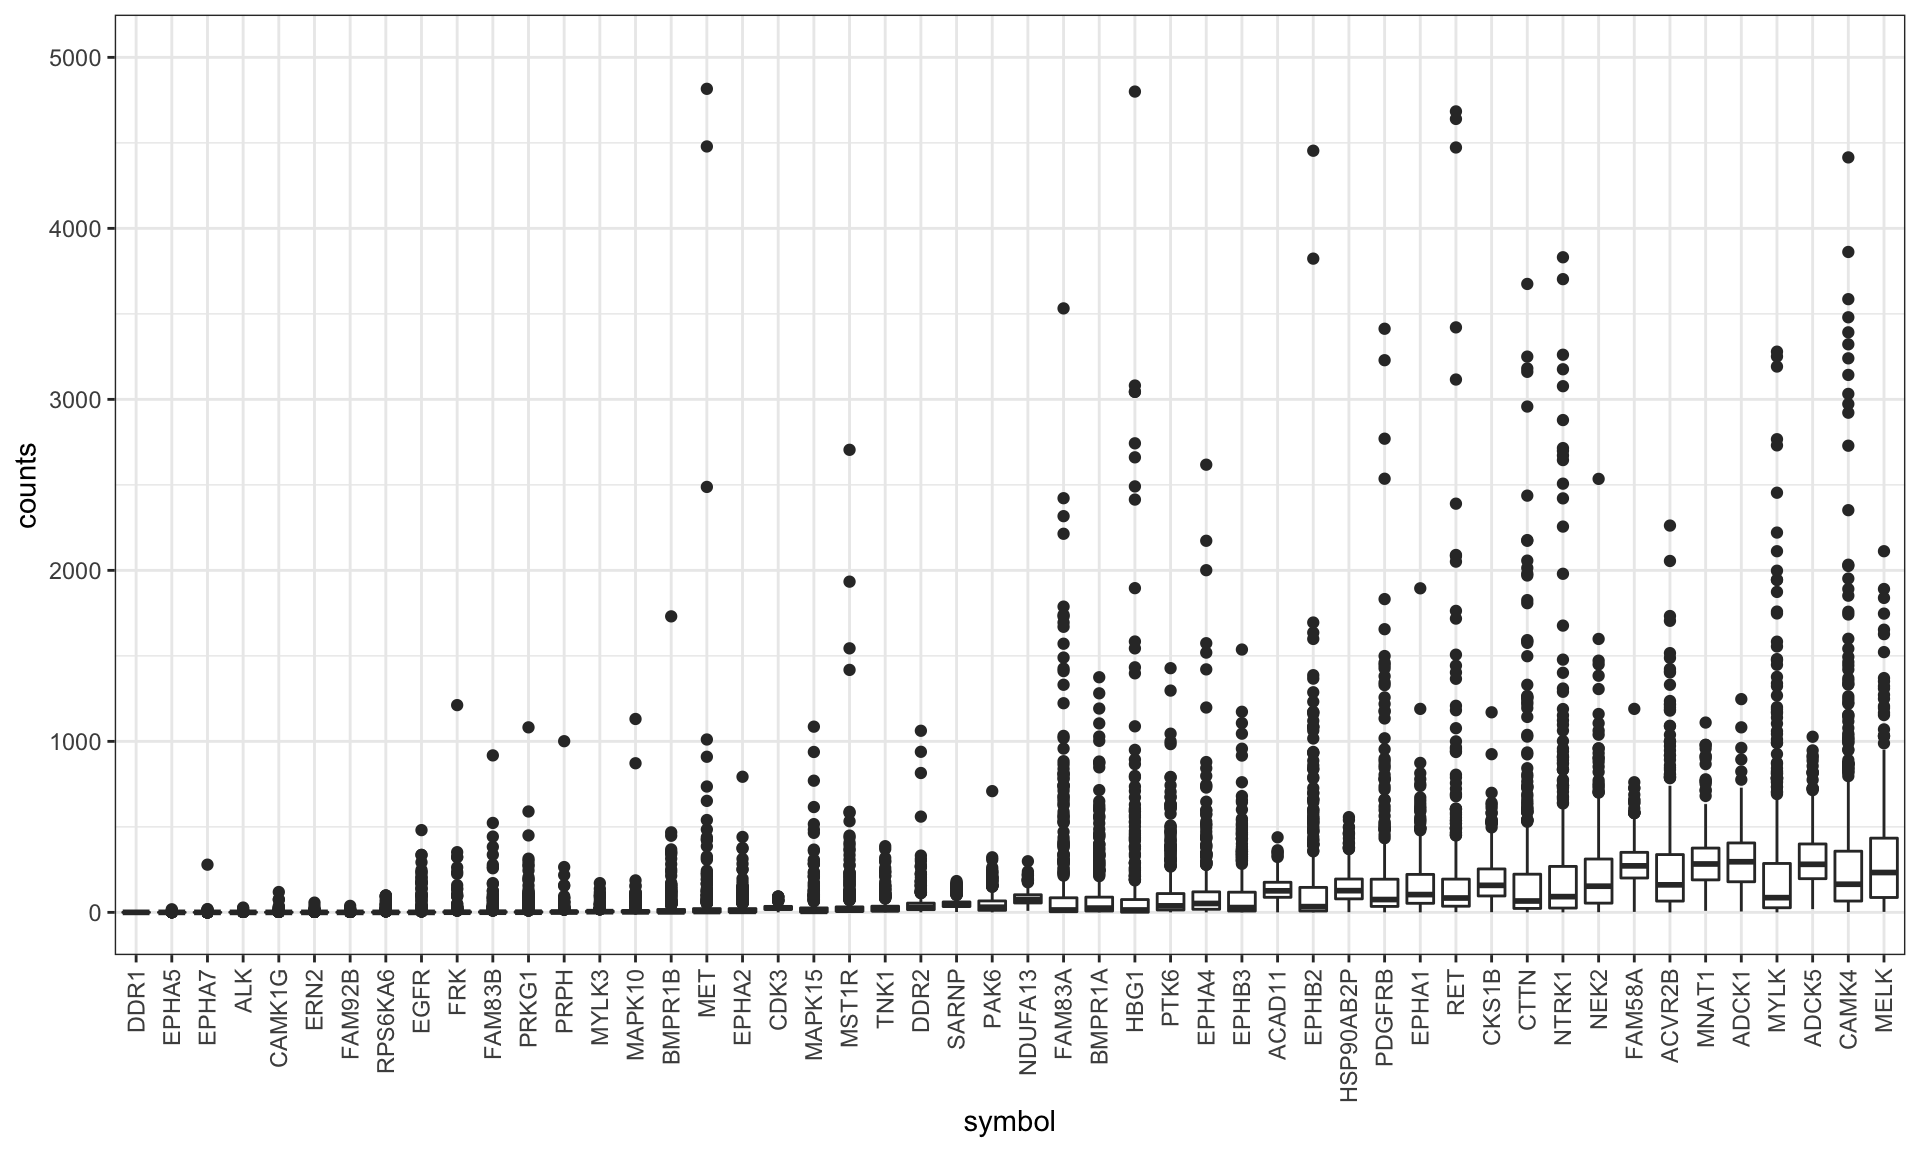 5000
4000
3000
2000
1000
0
counts
DDR1
EPHA5
EPHA7
ALK
CAMK1G
ERN2
FAM92B
RPS6KA6
EGFR
FRK
FAM83B
PRKG1
PRPH
MYLK3
MAPK10
BMPR1B
MET
EPHA2
CDK3
MAPK15
MST1R
TNK1
DDR2
SARNP
PAK6
NDUFA13
FAM83A
BMPR1A
HBG1
PTK6
EPHA4
EPHB3
ACAD11
EPHB2
HSP90AB2P
PDGFRB
EPHA1
RET
CKS1B
CTTN
NTRK1
NEK2
FAM58A
ACVR2B
MNAT1
ADCK1
MYLK
ADCK5
CAMK4
MELK
symbol